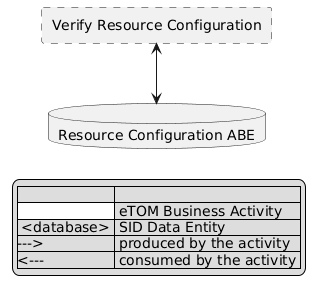 Verify Resource Configuration
Resource Configuration ABE
eTOM Business Activity
<database> SID Data Entity
---> produced by the activity
<--- consumed by the activity